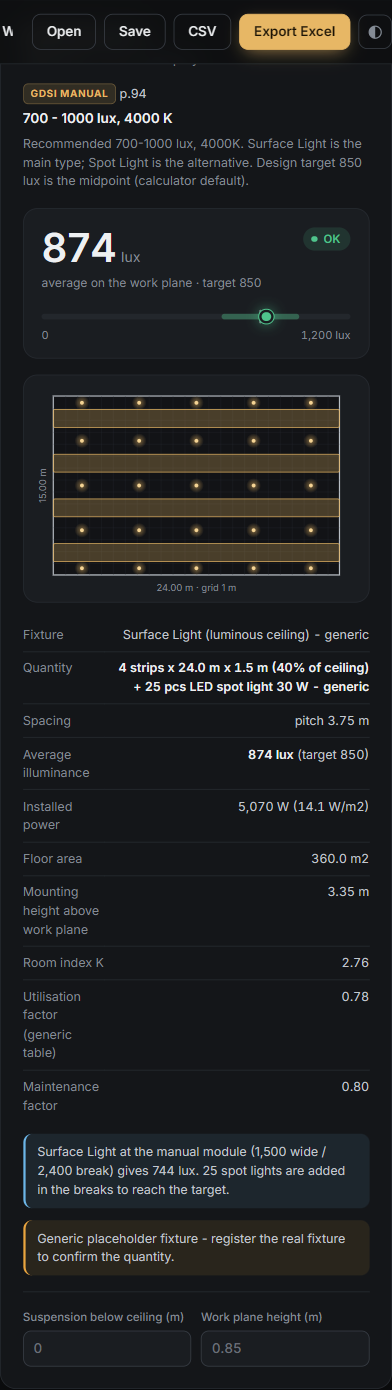 W Open Save CSV Export Excel
GDSI MANUAL p.94
700 - 1000 lux, 4000 K
Recommended 700-1000 lux, 4000K. Surface Light is the
main type; Spot Light is the alternative. Design target 850
lux is the midpoint (calculator default).
874 lux
OK
average on the work plane · target 850
0 1,200 lux
15.00 m
24.00 m · grid 1 m
Fixture Surface Light (luminous ceiling) - generic
Quantity 4 strips x 24.0 m x 1.5 m (40% of ceiling)
+ 25 pcs LED spot light 30 W - generic
Spacing pitch 3.75 m
Average 874 lux (target 850)
illuminance
Installed 5,070 W (14.1 W/m2)
power
Floor area 360.0 m2
Mounting 3.35 m
height above
work plane
Room index K 2.76
Utilisation 0.78
factor
(generic
table)
Maintenance 0.80
factor
Surface Light at the manual module (1,500 wide /
2,400 break) gives 744 lux. 25 spot lights are added
in the breaks to reach the target.
Generic placeholder fixture - register the real fixture
to confirm the quantity.
Suspension below ceiling (m) Work plane height (m)
0 0.85